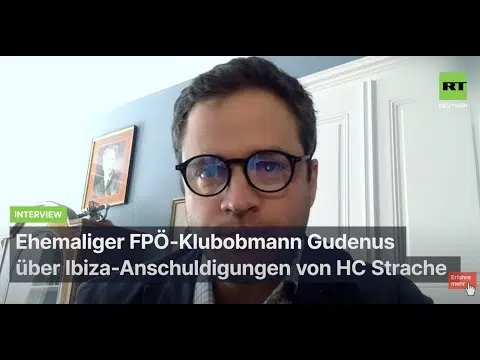 RT
DEUTSCH
INTERVIEW
Ehemaliger FPÖ-Klubobmann Gudenus
über Ibiza-Anschuldigungen von HC Strache
Erfahre
mehr